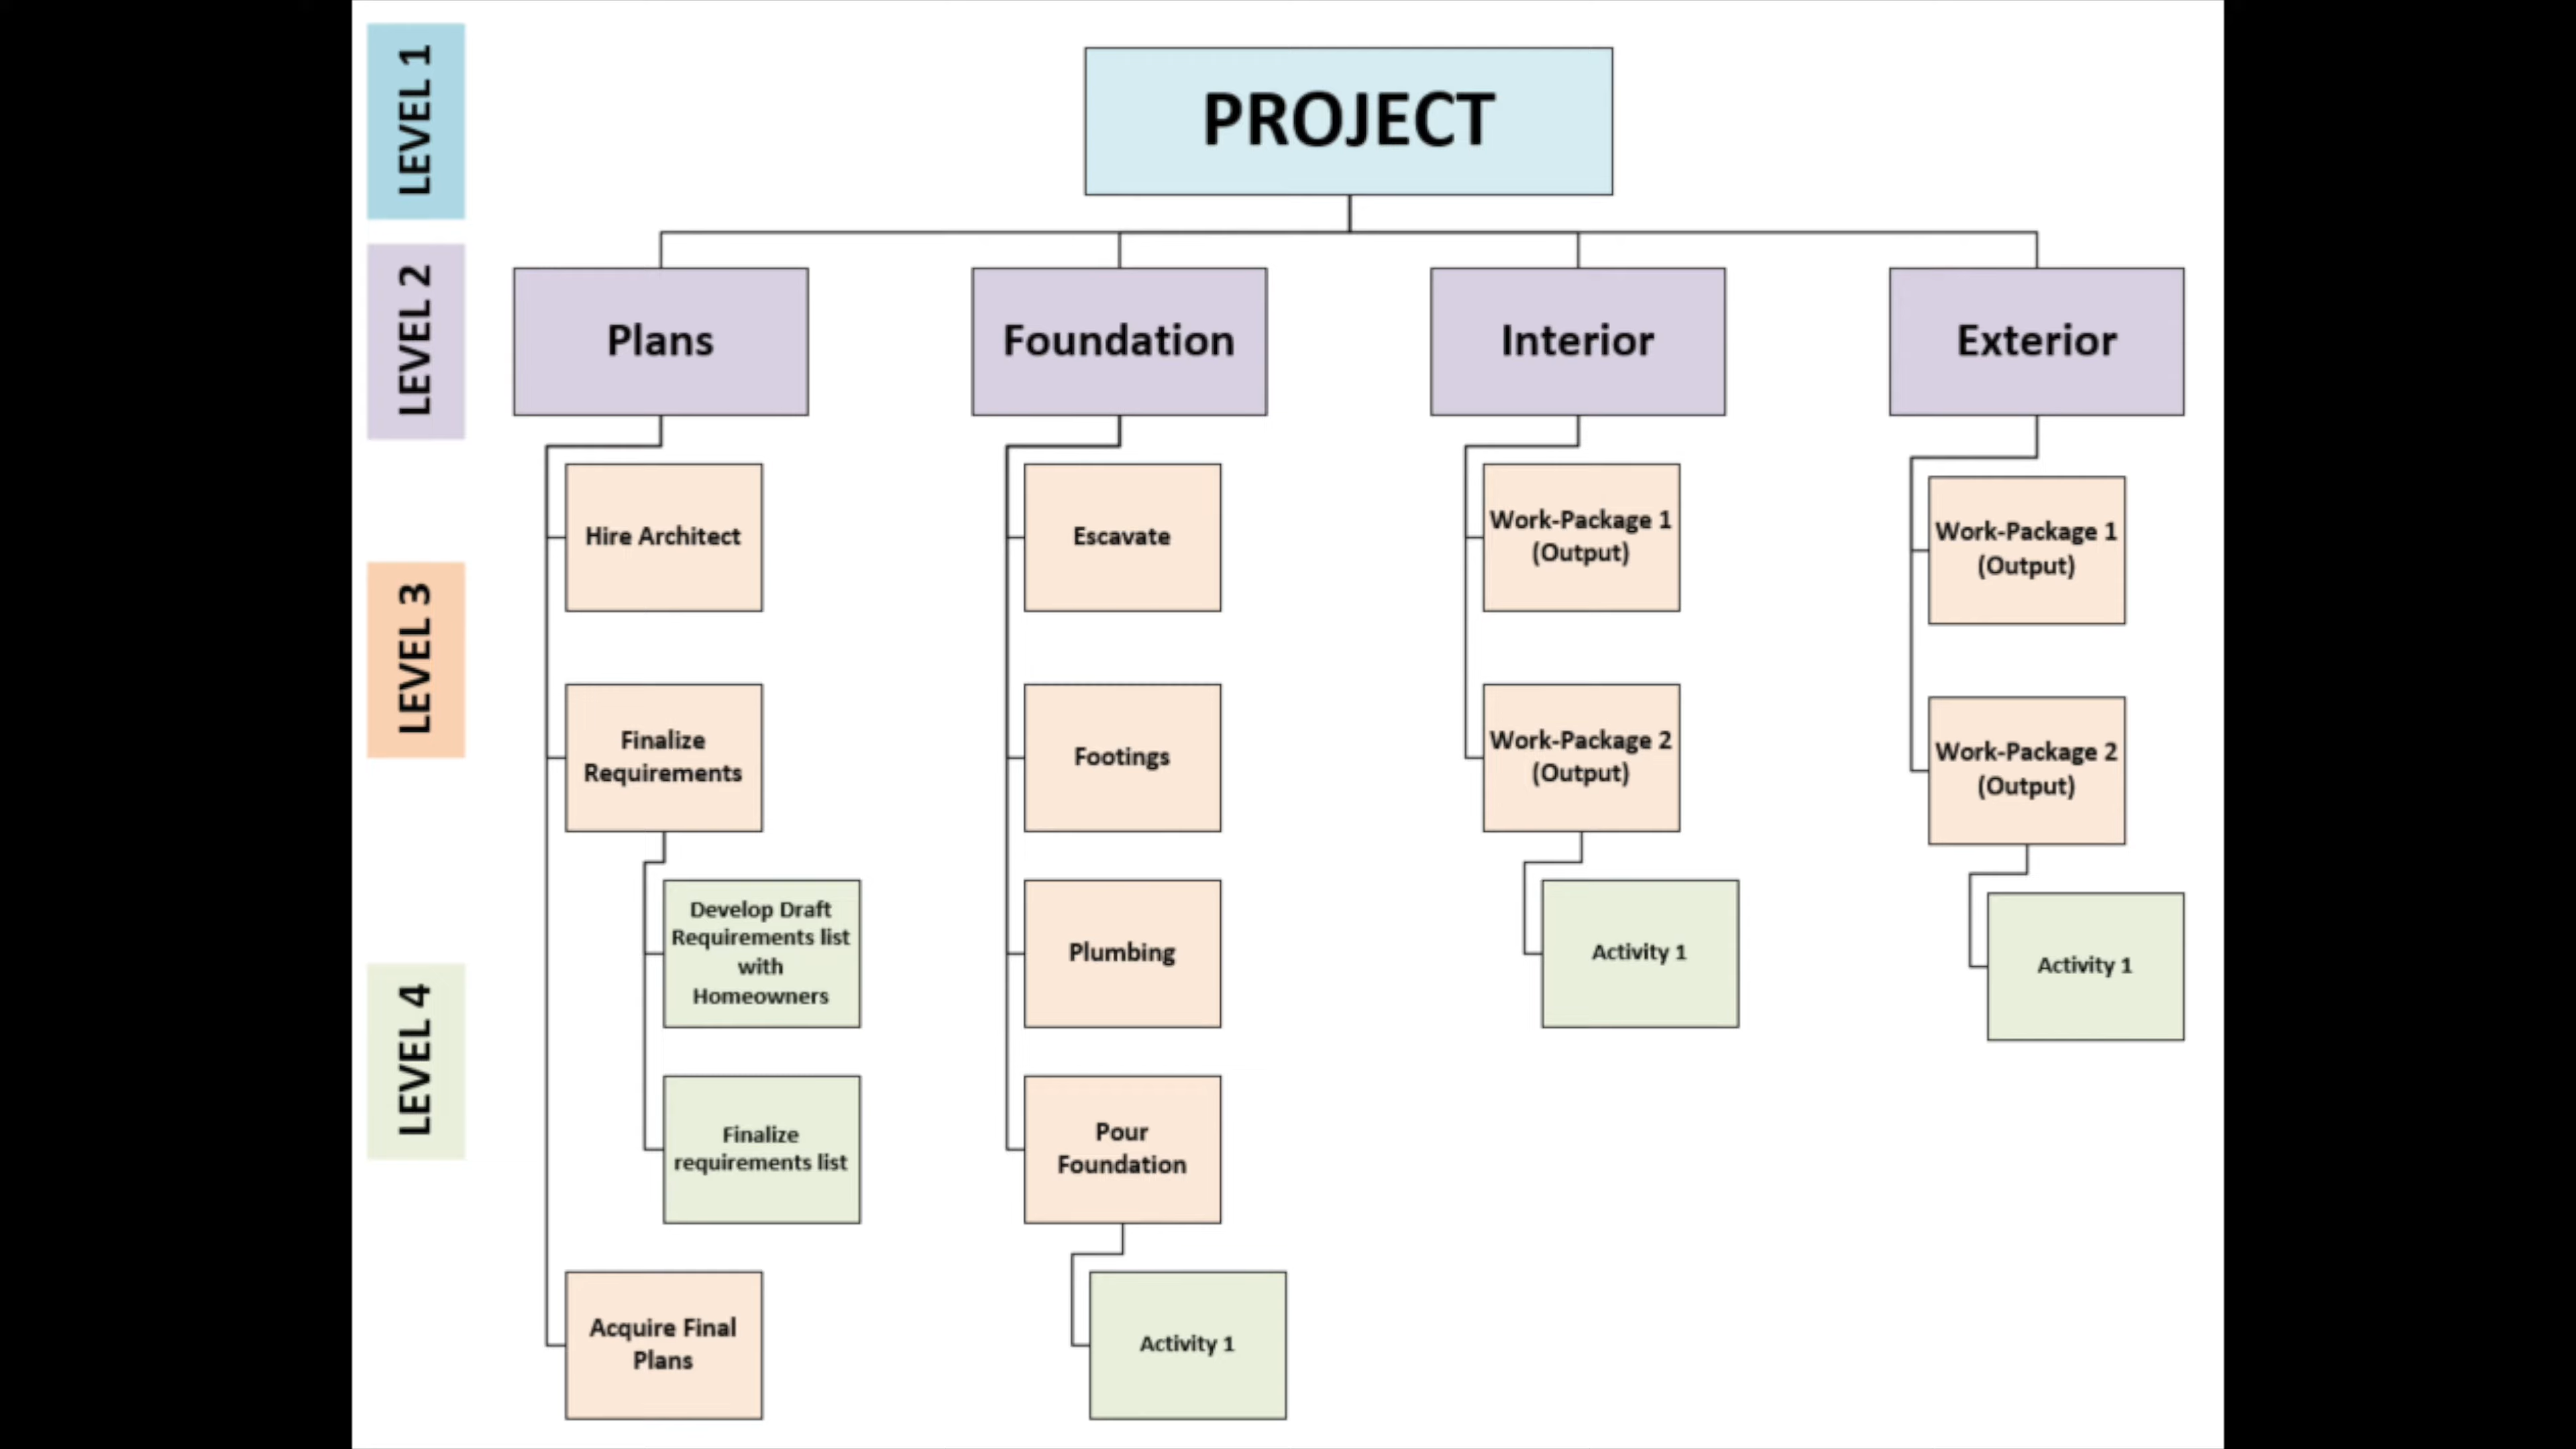 LEVEL 1
PROJECT
LEVEL 2
Plans
Foundation
Interior
Exterior
LEVEL 3
Hire Architect
Escavate
Work-Package 1
(Output)
Work-Package 1
(Output)
Finalize
Requirements
Footings
Work-Package 2
(Output)
Work-Package 2
(Output)
LEVEL 4
Develop Draft
Requirements list
with
Homeowners
Plumbing
Activity 1
Activity 1
Finalize
requirements list
Pour
Foundation
Acquire Final
Plans
Activity 1